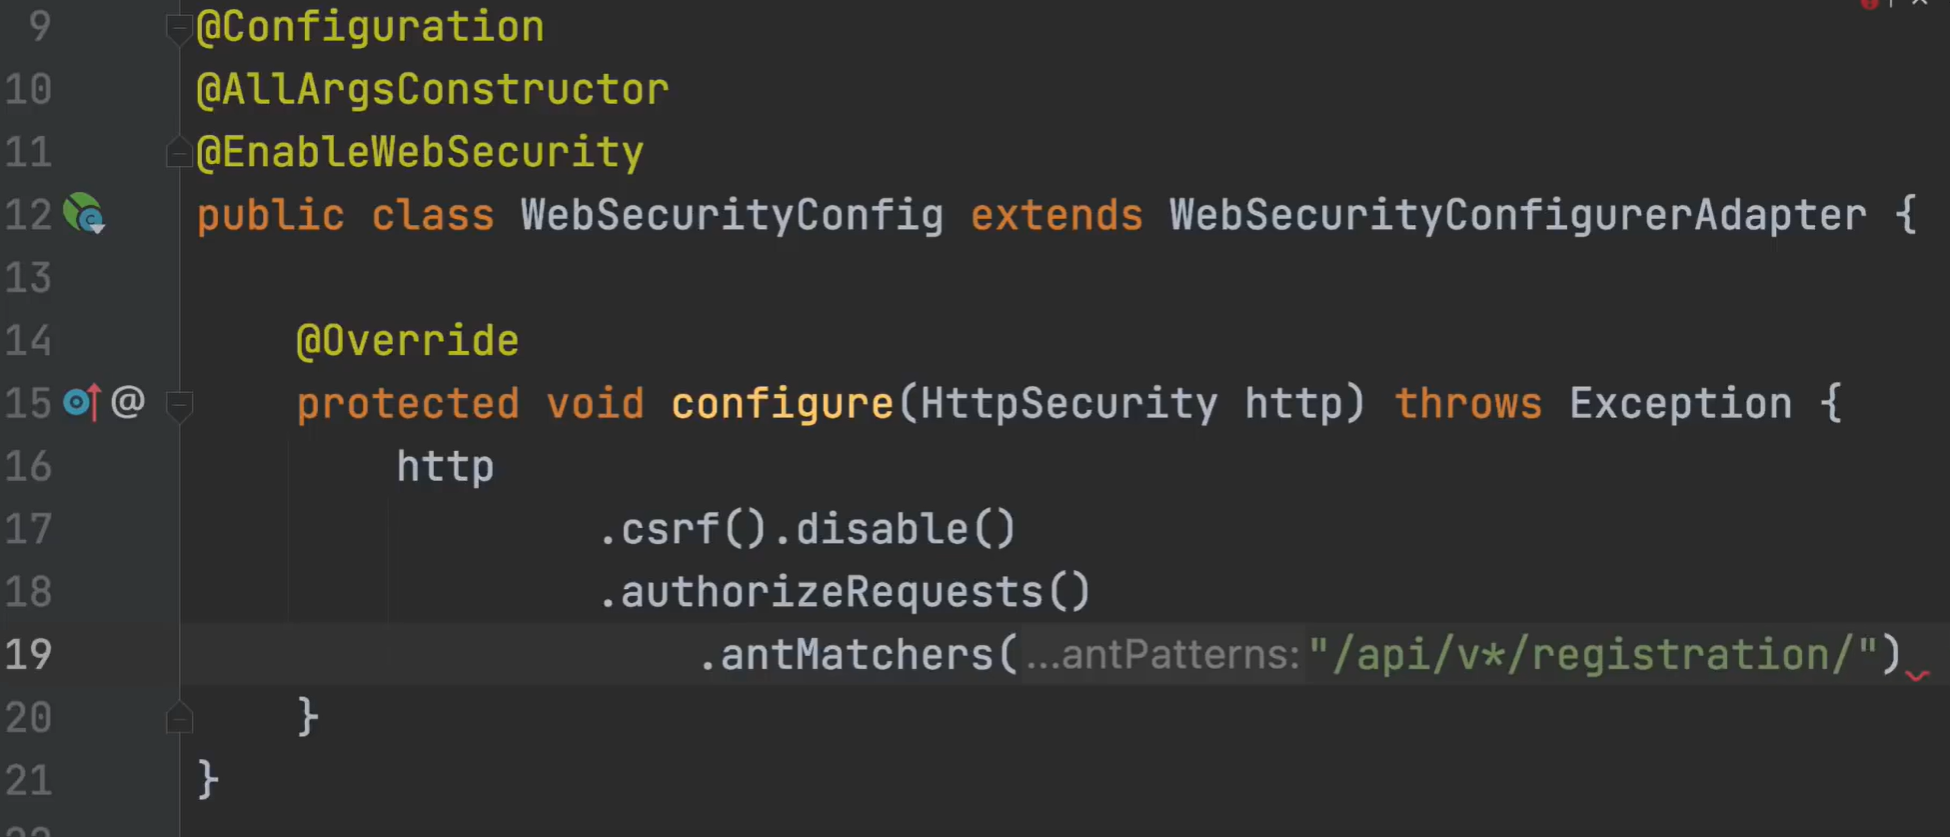 9 @Configuration
10 @AllArgsConstructor
11 @EnableWebSecurity
12 public class WebSecurityConfig extends WebSecurityConfigurerAdapter {
13
14 @Override
15 @ protected void configure(HttpSecurity http) throws Exception {
16 http
17 .csrf().disable()
18 .authorizeRequests()
19 .antMatchers( ...antPatterns: "/api/v*/registration/")
20 }
21 }